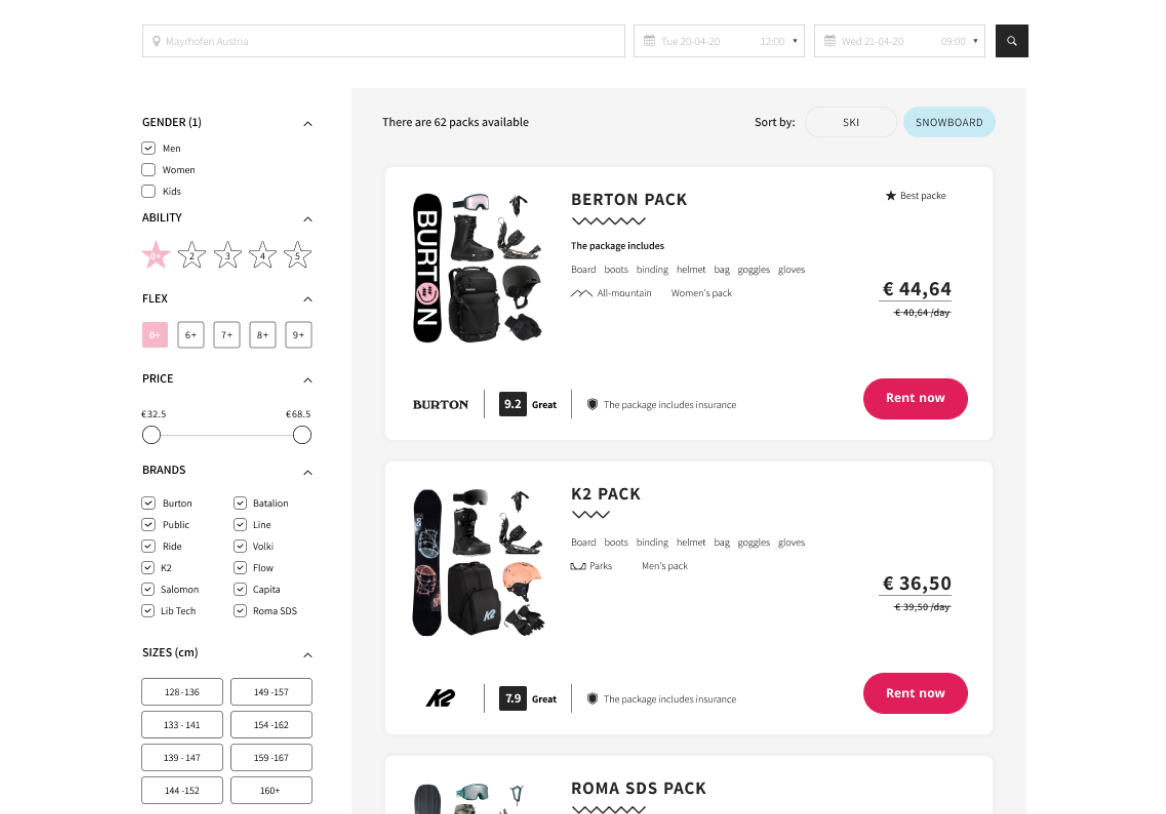 Mayrhofen Austria
Tue 20-04-20 12:00
Wed 21-04-20 09:00
GENDER (1)
Men
Women
Kids
ABILITY
0+ 2 3 4 5
FLEX
0+ 6+ 7+ 8+ 9+
PRICE
€32.5 €68.5
BRANDS
Burton Batalion
Public Line
Ride Volki
K2 Flow
Salomon Capita
Lib Tech Roma SDS
SIZES (cm)
128-136 149-157
133 - 141 154-162
139 - 147 159-167
144-152 160+
There are 62 packs available
Sort by: SKI SNOWBOARD
BURTON
BERTON PACK
Best packe
The package includes
Board boots binding helmet bag goggles gloves
All-mountain Women's pack
€ 44,64
€ 40,64 /day
BURTON 9.2 Great The package includes insurance
Rent now
K2
K2 PACK
Board boots binding helmet bag goggles gloves
Parks Men's pack
€ 36,50
€ 39,50 /day
K2 7.9 Great The package includes insurance
Rent now
ROMA SDS PACK